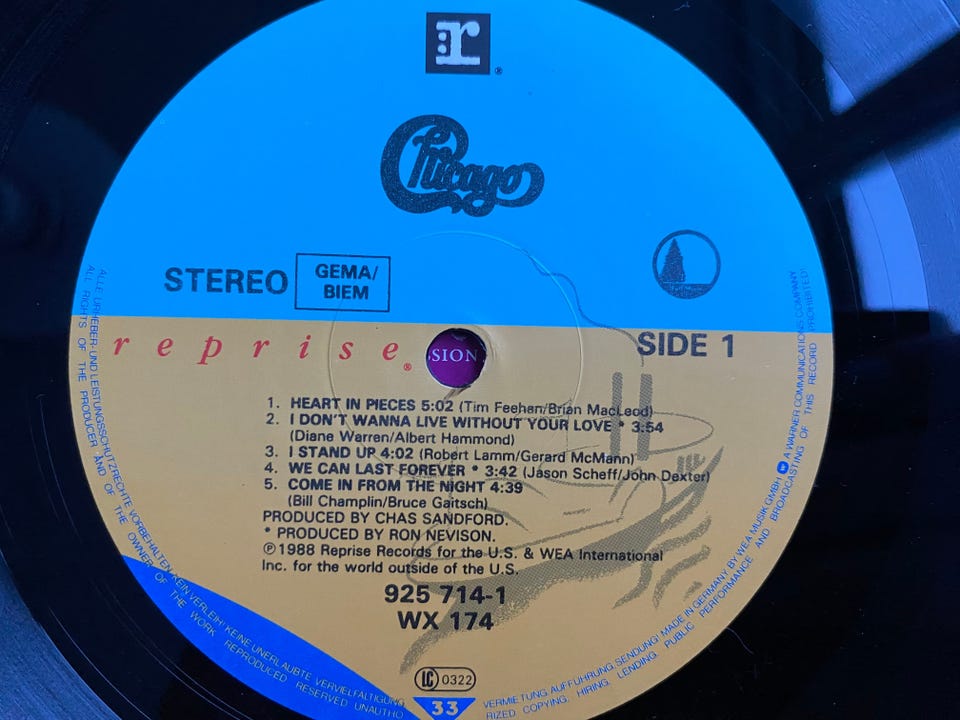 r
®
Chicago
STEREO
GEMA/
BIEM
reprise®
SION
SIDE 1
1. HEART IN PIECES 5:02 (Tim Feehan/Brian MacLeod)
2. I DON'T WANNA LIVE WITHOUT YOUR LOVE * 3:54
(Diane Warren/Albert Hammond)
3. I STAND UP 4:02 (Robert Lamm/Gerard McMann)
4. WE CAN LAST FOREVER * 3:42 (Jason Scheff/John Dexter)
5. COME IN FROM THE NIGHT 4:39
(Bill Champlin/Bruce Gaitsch)
PRODUCED BY CHAS SANDFORD.
* PRODUCED BY RON NEVISON.
℗1988 Reprise Records for the U.S. & WEA International
Inc. for the world outside of the U.S.
925 714-1
WX 174
LC 0322
33
ALLE URHEBER- UND LEISTUNGSSCHUTZRECHTE VORBEHALTEN KEIN VERLEIH! KEINE UNERLAUBTE VERVIELFÄLTIGUNG VERMIETUNG AUFFÜHRUNG SENDUNG! MADE IN GERMANY BY WEA MUSIK GMBH A WARNER COMMUNICATIONS COMPANY
ALL RIGHTS OF THE PRODUCER AND OF THE OWNER OF THE WORK REPRODUCED RESERVED UNAUTHO RIZED COPYING, HIRING, LENDING, PUBLIC PERFORMANCE AND BROADCASTING OF THIS RECORD PROHIBITED!